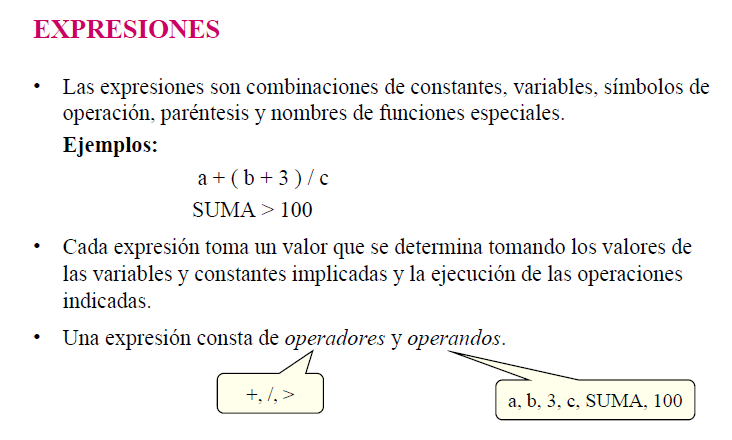 EXPRESIONES
• Las expresiones son combinaciones de constantes, variables, símbolos de
operación, paréntesis y nombres de funciones especiales.
Ejemplos:
a + ( b + 3 ) / c
SUMA > 100
• Cada expresión toma un valor que se determina tomando los valores de
las variables y constantes implicadas y la ejecución de las operaciones
indicadas.
• Una expresión consta de operadores y operandos.
+, /, >
a, b, 3, c, SUMA, 100